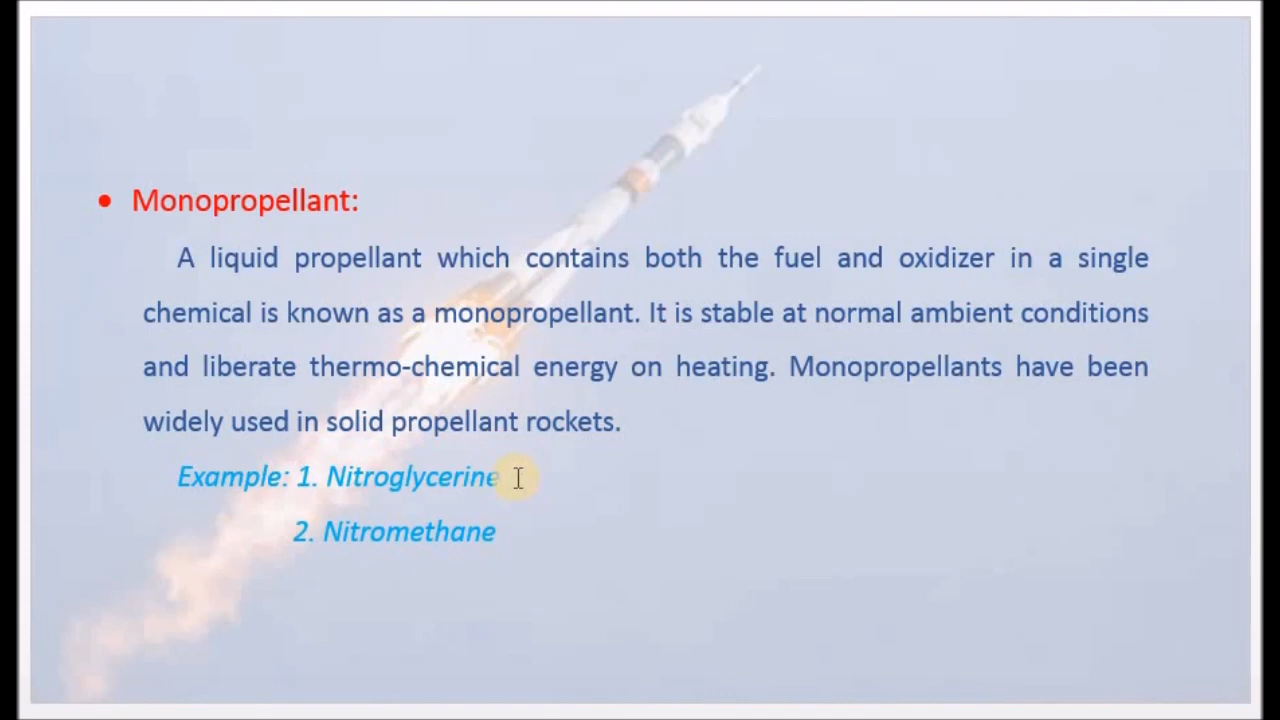 • Monopropellant:
A liquid propellant which contains both the fuel and oxidizer in a single
chemical is known as a monopropellant. It is stable at normal ambient conditions
and liberate thermo-chemical energy on heating. Monopropellants have been
widely used in solid propellant rockets.
Example: 1. Nitroglycerine
2. Nitromethane